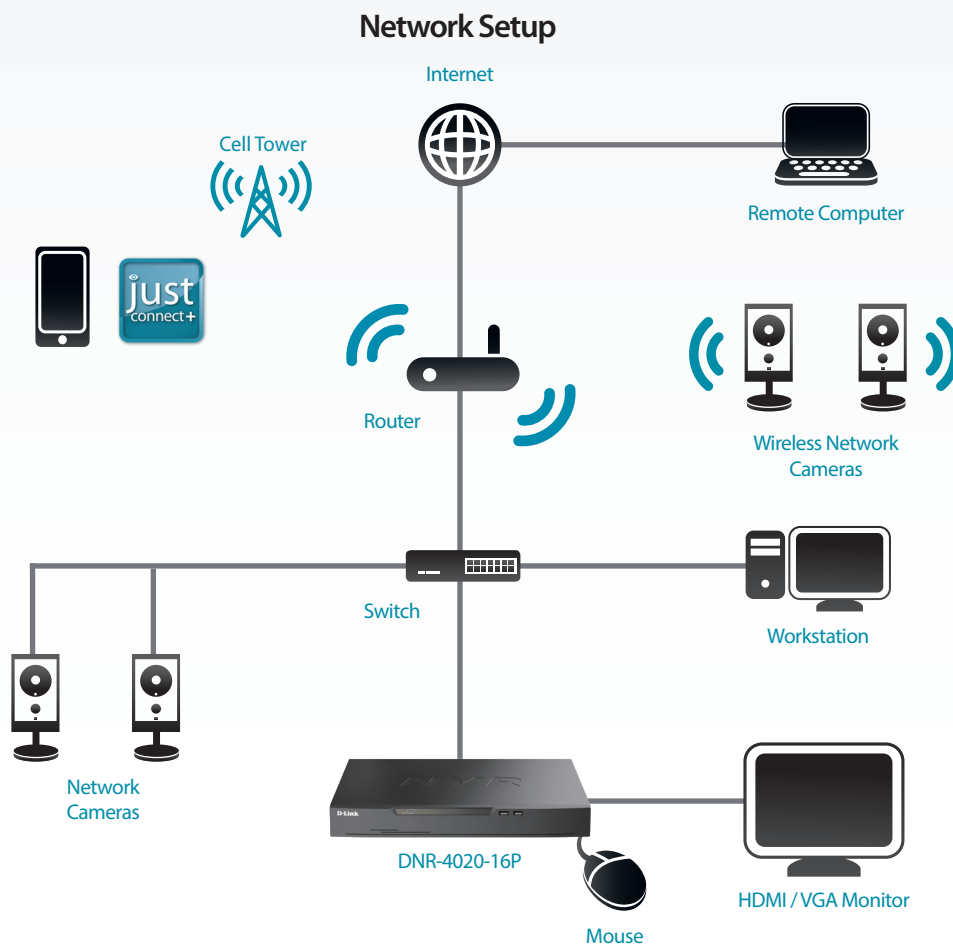 Network Setup
Internet
Cell Tower
Remote Computer
just
connect+
Router
Wireless Network
Cameras
Switch
Workstation
Network
Cameras
NVR
D-Link
DNR-4020-16P
HDMI / VGA Monitor
Mouse